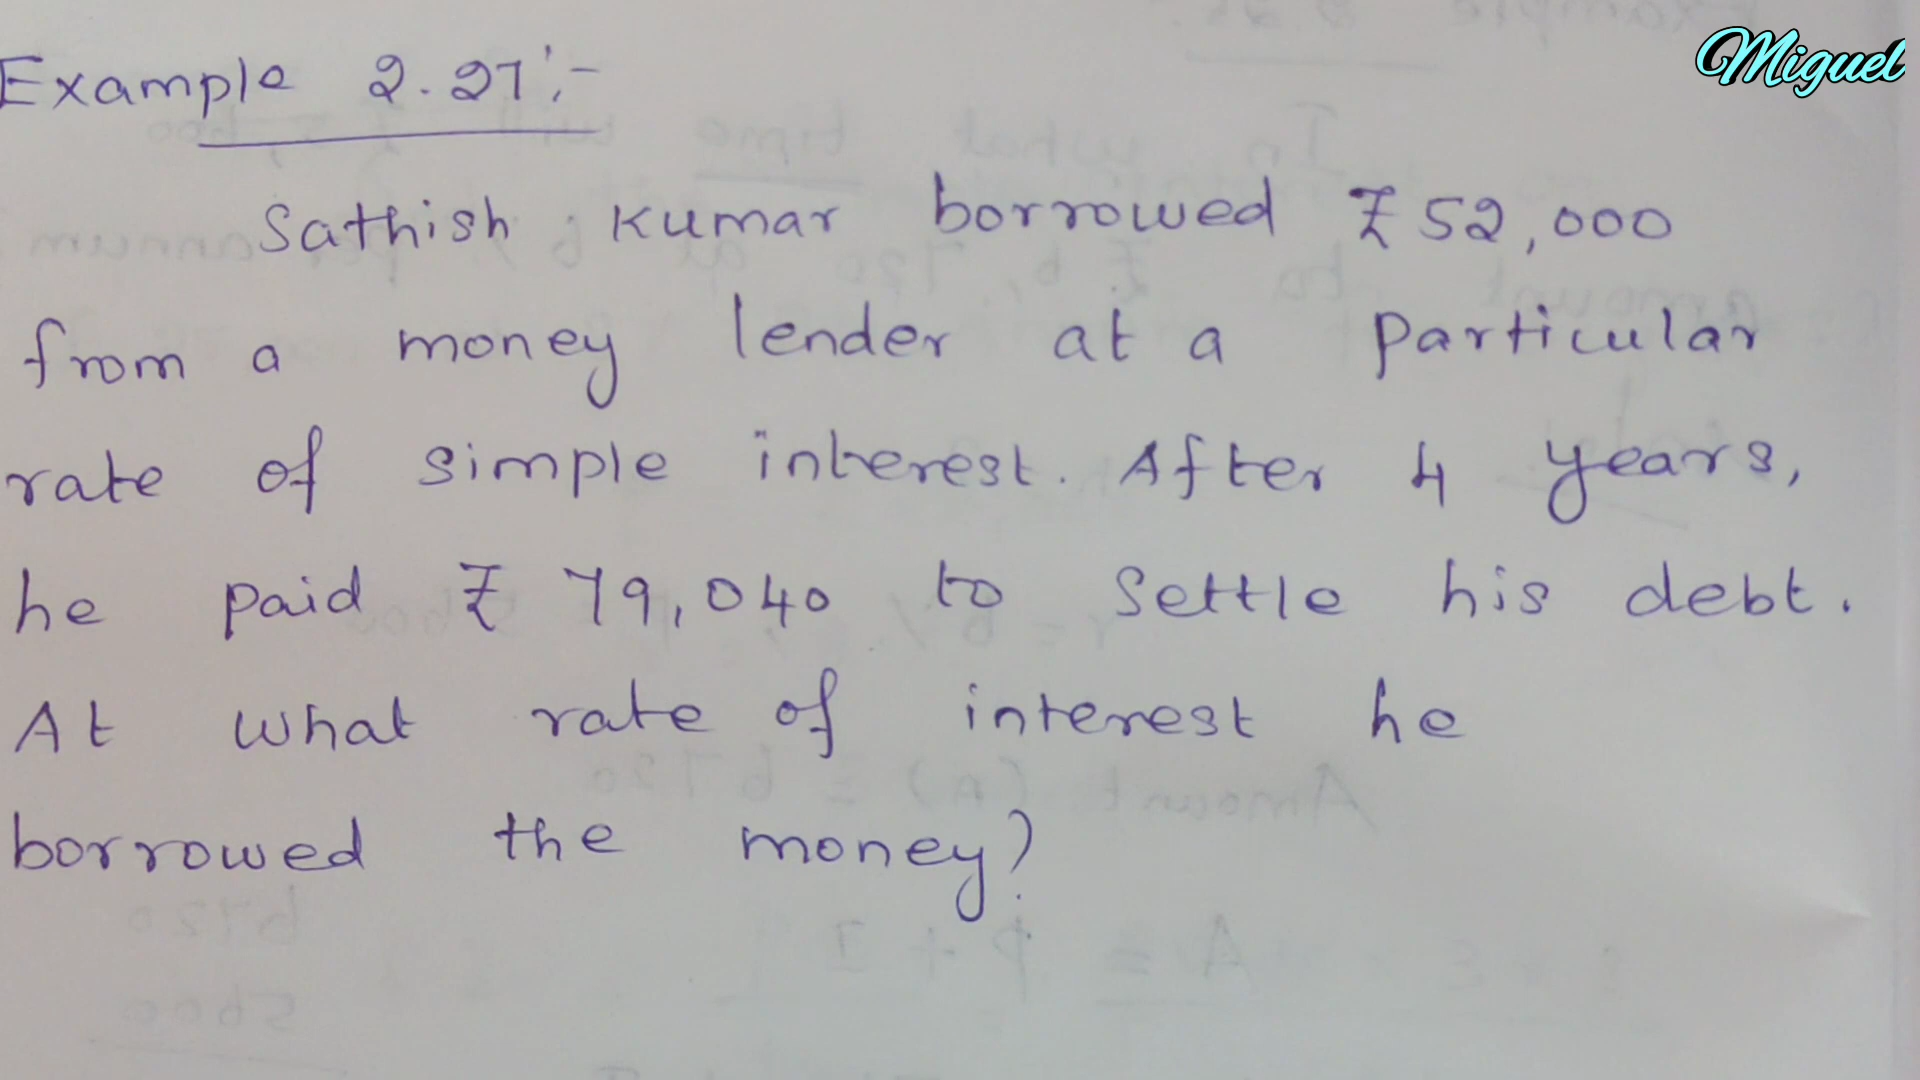 Miguel
Example 2.27:-
Sathish Kumar borrowed ₹52,000
from a money lender at a particular
rate of simple interest. After 4 years,
he paid ₹ 79,040 to settle his debt.
At what rate of interest he
borrowed the money?